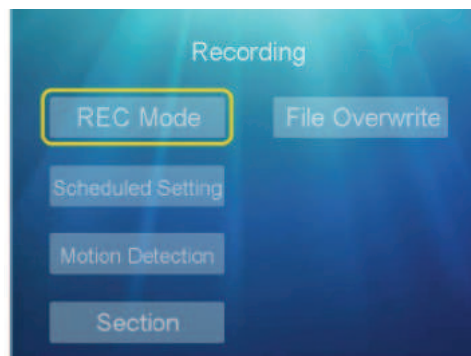 Recording
REC Mode
File Overwrite
Scheduled Setting
Motion Detection
Section